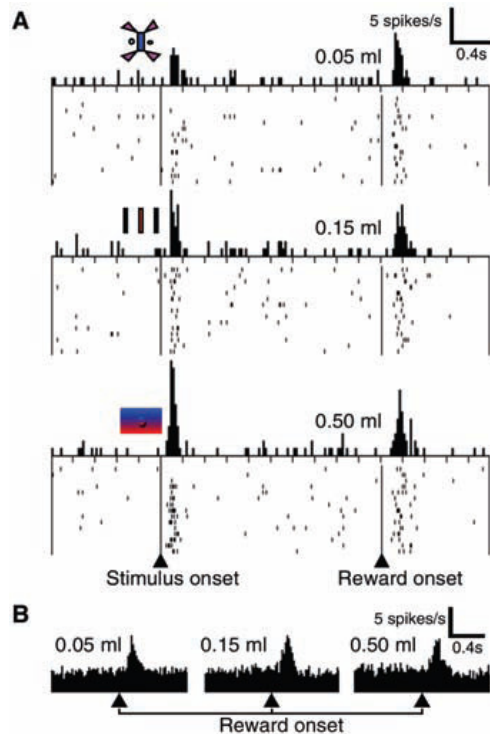 A
5 spikes/s
0.05 ml
0.4s
0.15 ml
0.50 ml
Stimulus onset
Reward onset
B
5 spikes/s
0.05 ml
0.15 ml
0.50 ml
0.4s
Reward onset